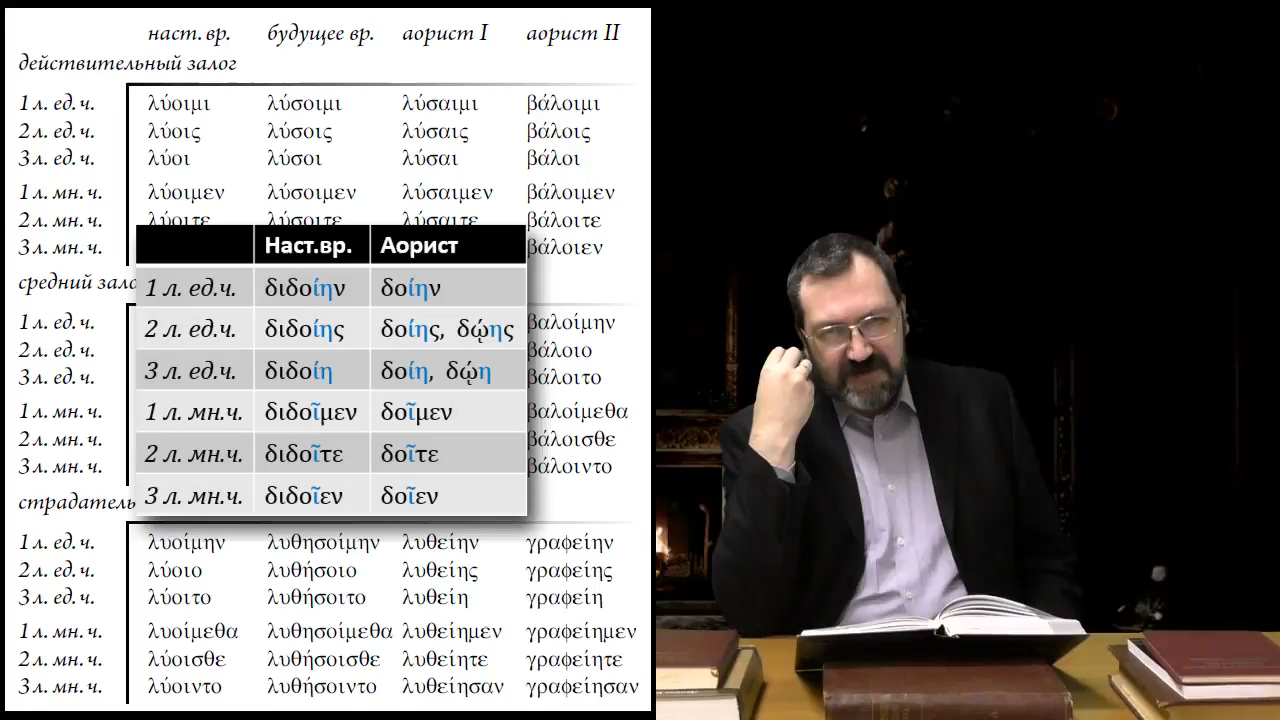 наст. вр. будущее вр. аорист I аорист II
действительный залог
1 л. ед. ч. λύοιμι λύσοιμι λύσαιμι βάλοιμι
2 л. ед. ч. λύοις λύσοις λύσαις βάλοις
3 л. ед. ч. λύοι λύσοι λύσαι βάλοι
1 л. мн. ч. λύοιμεν λύσοιμεν λύσαιμεν βάλοιμεν
2 л. мн. ч. λύοιτε λύσοιτε λύσαιτε βάλοιτε
3 л. мн. ч. βάλοιεν
средний
1 л. ед. ч. βαλοίμην
2 л. ед. ч. βάλοιο
3 л. ед. ч. βάλοιτο
1 л. мн. ч. βαλοίμεθα
2 л. мн. ч. βάλοισθε
3 л. мн. ч. βάλοιντο
Наст.вр. Аорист
1 л. ед.ч. διδοίην δοίην
2 л. ед.ч. διδοίης δοίης, δῴης
3 л. ед.ч. διδοίη δοίη, δῴη
1 л. мн.ч. διδοῖμεν δοῖμεν
2 л. мн.ч. διδοῖτε δοῖτε
3 л. мн.ч. διδοῖεν δοῖεν
1 л. ед. ч. λυοίμην λυθησοίμην λυθείην γραφείην
2 л. ед. ч. λύοιο λυθήσοιο λυθείης γραφείης
3 л. ед. ч. λύοιτο λυθήσοιτο λυθείη γραφείη
1 л. мн. ч. λυοίμεθα λυθησοίμεθα λυθείημεν γραφείημεν
2 л. мн. ч. λύοισθε λυθήσοισθε λυθείητε γραφείητε
3 л. мн. ч. λύοιντο λυθήσοιντο λυθείησαν γραφείησαν